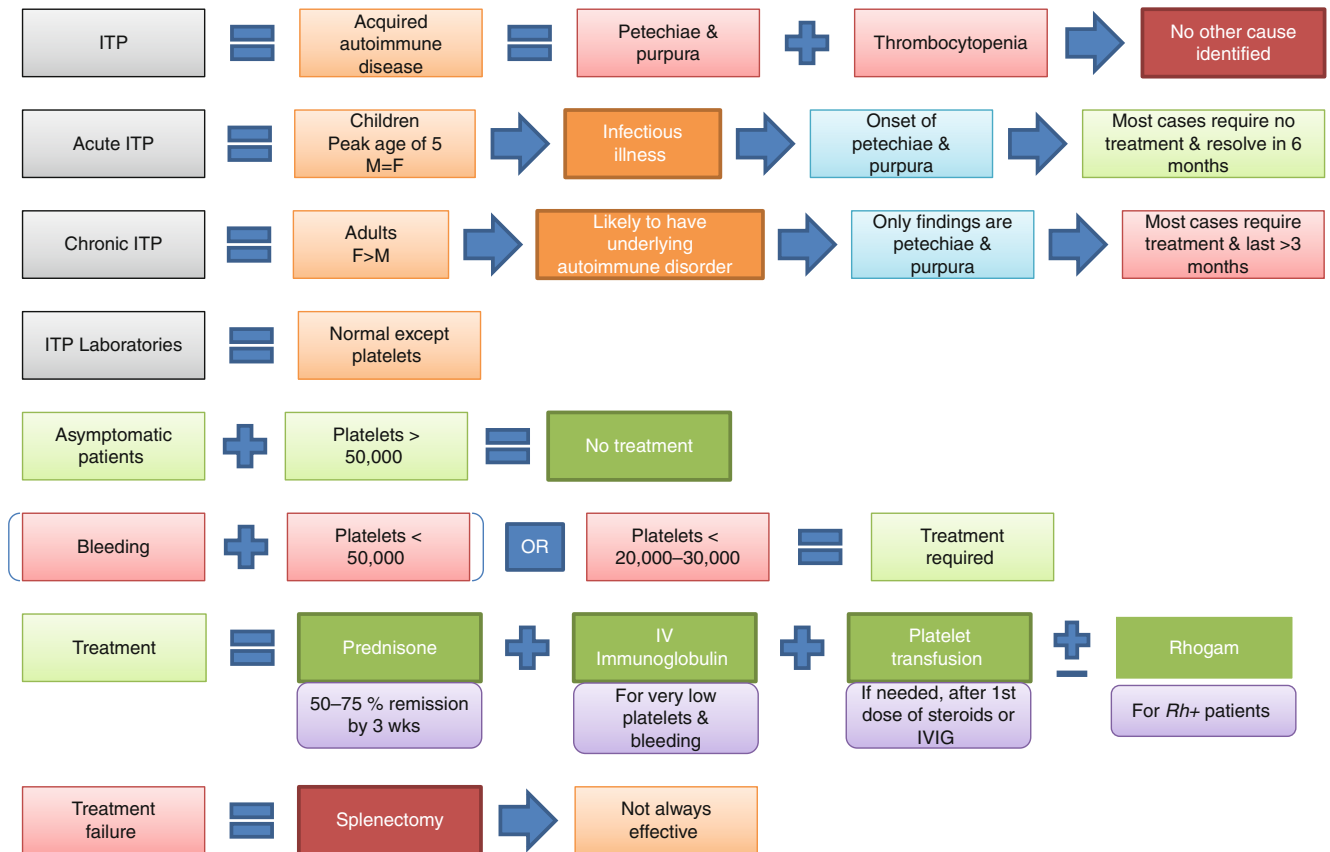 ITP
Acquired
autoimmune
disease
Petechiae &
purpura
Thrombocytopenia
No other cause
identified
Acute ITP
Children
Peak age of 5
M=F
Infectious
illness
Onset of
petechiae &
purpura
Most cases require no
treatment & resolve in 6
months
Chronic ITP
Adults
F>M
Likely to have
underlying
autoimmune disorder
Only findings are
petechiae &
purpura
Most cases require
treatment & last >3
months
ITP Laboratories
Normal except
platelets
Asymptomatic
patients
Platelets >
50,000
No treatment
Bleeding
Platelets <
50,000
OR
Platelets <
20,000–30,000
Treatment
required
Treatment
Prednisone
50–75 % remission
by 3 wks
IV
Immunoglobulin
For very low
platelets &
bleeding
Platelet
transfusion
If needed, after 1st
dose of steroids or
IVIG
Rhogam
For Rh+ patients
Treatment
failure
Splenectomy
Not always
effective